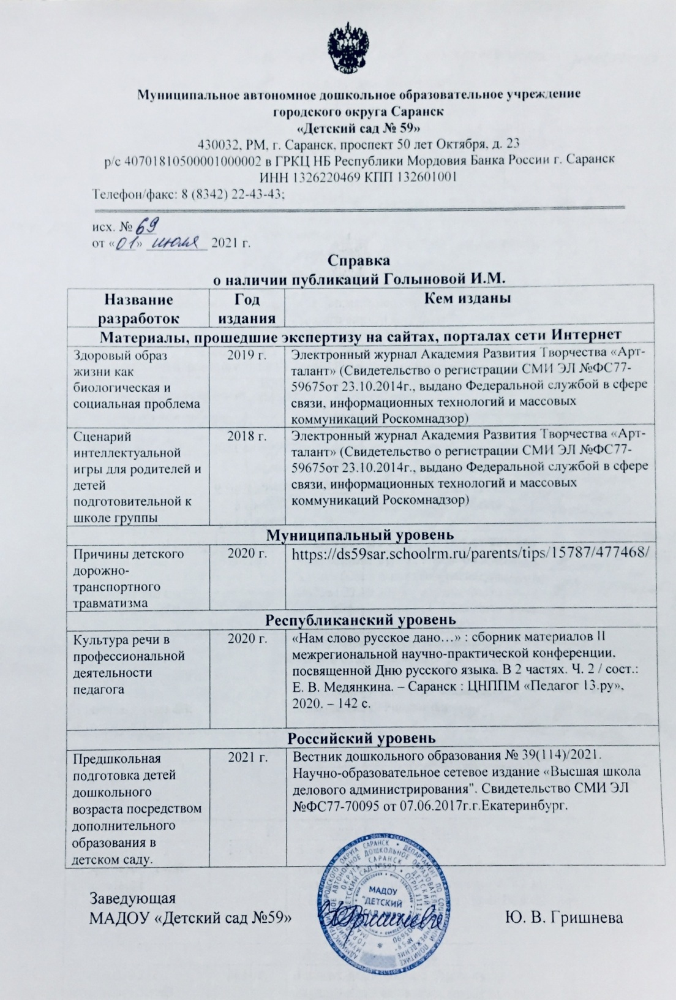 Муниципальное автономное дошкольное образовательное учреждение
городского округа Саранск
«Детский сад № 59»
430032, РМ, г. Саранск, проспект 50 лет Октября, д. 23
р/с 40701810500001000002 в ГРКЦ НБ Республики Мордовия Банка России г. Саранск
ИНН 1326220469 КПП 132601001
Телефон/факс: 8 (8342) 22-43-43;
исх. № 69
от «01» июля 2021 г.
Справка
о наличии публикаций Голыновой И.М.
Название Год Кем изданы
разработок издания
Материалы, прошедшие экспертизу на сайтах, порталах сети Интернет
Здоровый образ 2019 г. Электронный журнал Академия Развития Творчества «Арт-
жизни как талант» (Свидетельство о регистрации СМИ ЭЛ №ФС77-
биологическая и 59675от 23.10.2014г., выдано Федеральной службой в сфере
социальная проблема связи, информационных технологий и массовых
коммуникаций Роскомнадзор)
Сценарий 2018 г. Электронный журнал Академия Развития Творчества «Арт-
интеллектуальной талант» (Свидетельство о регистрации СМИ ЭЛ №ФС77-
игры для родителей и 59675от 23.10.2014г., выдано Федеральной службой в сфере
детей связи, информационных технологий и массовых
подготовительной к коммуникаций Роскомнадзор)
школе группы
Муниципальный уровень
Причины детского 2020 г. https://ds59sar.schoolrm.ru/parents/tips/15787/477468/
дорожно-
транспортного
травматизма
Республиканский уровень
Культура речи в 2020 г. «Нам слово русское дано…» : сборник материалов II
профессиональной межрегиональной научно-практической конференции,
деятельности посвященной Дню русского языка. В 2 частях. Ч. 2 / сост.:
педагога Е. В. Медянкина. – Саранск : ЦНППМ «Педагог 13.ру»,
2020. – 142 с.
Российский уровень
Предшкольная 2021 г. Вестник дошкольного образования № 39(114)/2021.
подготовка детей Научно-образовательное сетевое издание «Высшая школа
дошкольного делового администрирования". Свидетельство СМИ ЭЛ
возраста посредством №ФС77-70095 от 07.06.2017г.г.Екатеринбург.
дополнительного
образования в
детском саду.
Заведующая
МАДОУ «Детский сад №59» Ю. В. Гришнева
МАДОУ
"ДЕТСКИЙ
САД №59"